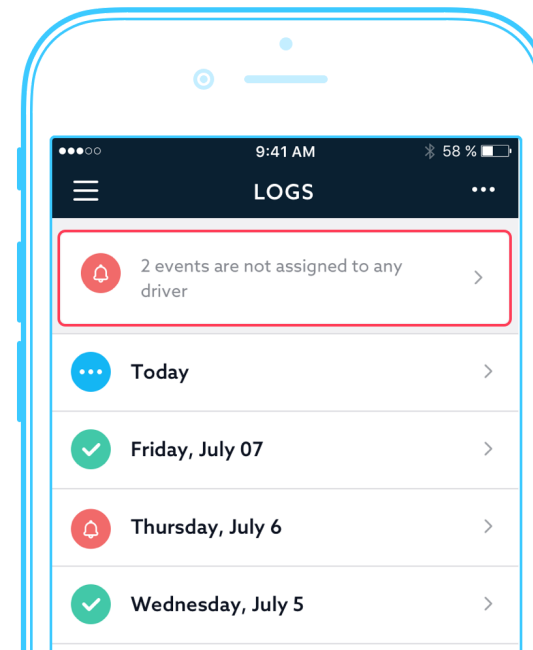 9:41 AM
58 %
LOGS
2 events are not assigned to any
driver
Today
Friday, July 07
Thursday, July 6
Wednesday, July 5